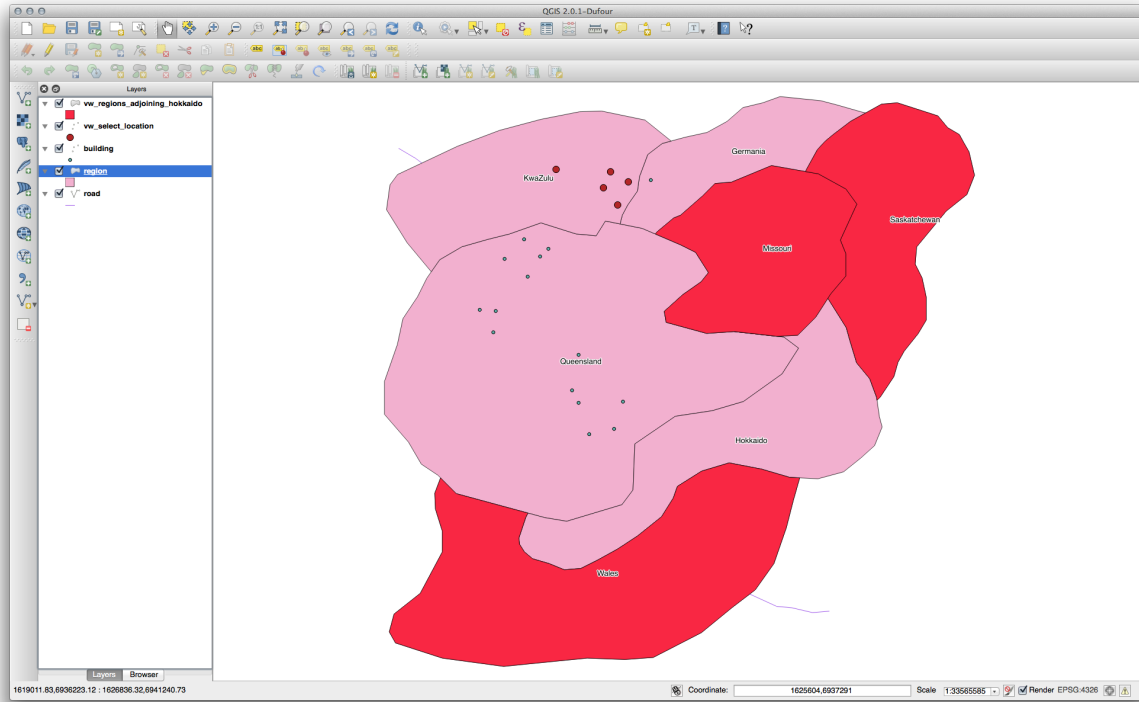 QGIS 2.0.1-Dufour
Layers
vw_regions_adjoining_hokkaido
vw_select_location
building
region
road
Germania
KwaZulu
Saskatchewan
Missouri
Queensland
Hokkaido
Wales
Layers
Browser
1619011.83,6936223.12 : 1626836.32,6941240.73
Coordinate:
1625604,6937291
Scale
1:33565585
Render
EPSG:4326